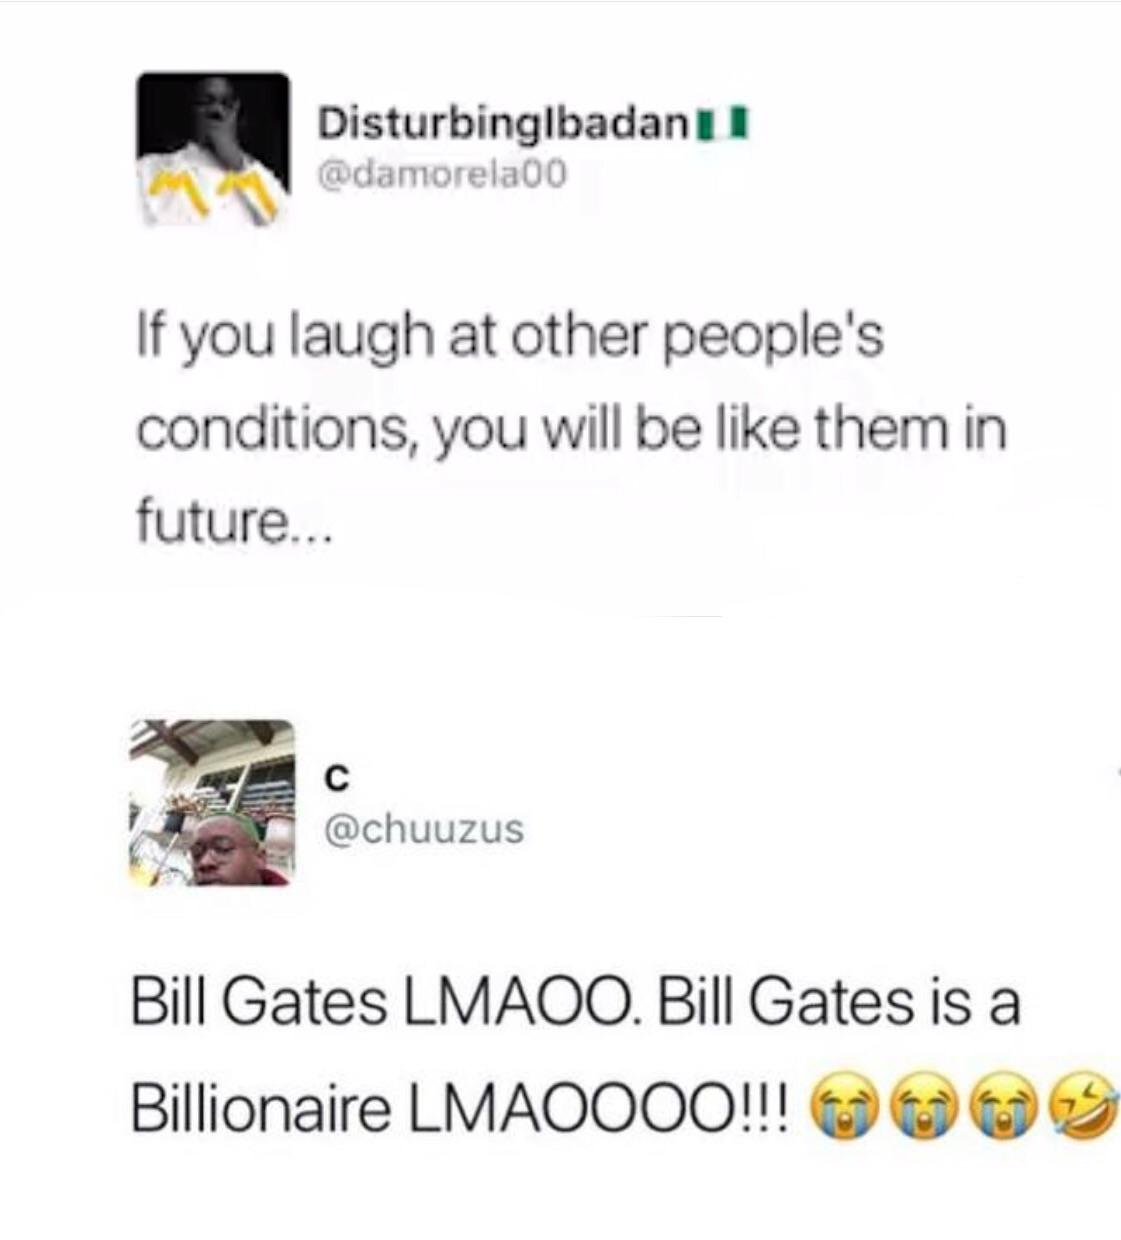 DisturbingIbadan🇳🇬
@damorela00
If you laugh at other people's
conditions, you will be like them in
future...
c
@chuuzus
Bill Gates LMAOO. Bill Gates is a
Billionaire LMAOOOO!!! 😭😭😭🤣